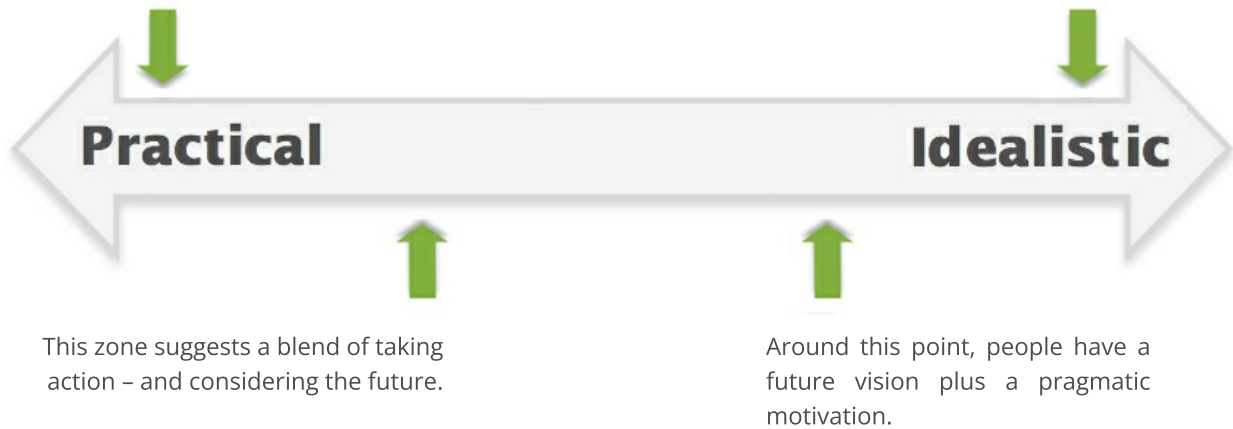 Practical
Idealistic
This zone suggests a blend of taking
action – and considering the future.
Around this point, people have a
future vision plus a pragmatic
motivation.